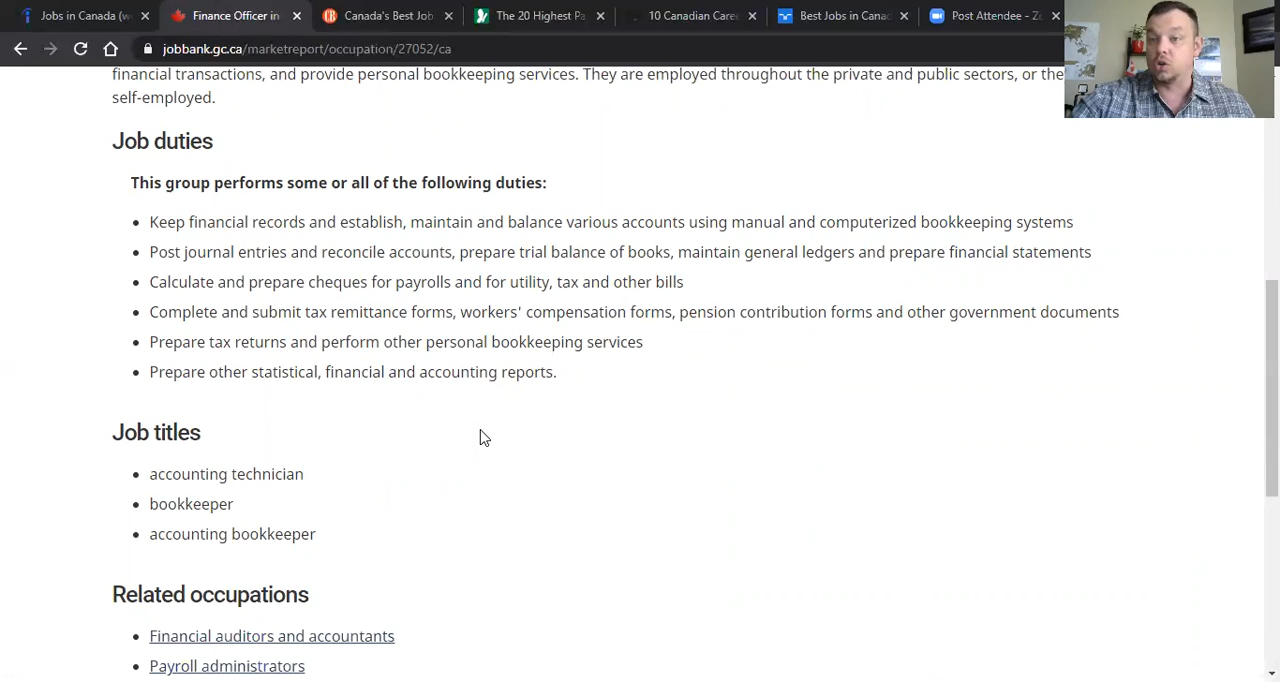 Jobs in Canada (w
Finance Officer in
Canada's Best Job
The 20 Highest Pa
10 Canadian Care
Best Jobs in Cana
Post Attendee - Zo
jobbank.gc.ca/marketreport/occupation/27052/ca
financial transactions, and provide personal bookkeeping services. They are employed throughout the private and public sectors, or the
self-employed.
Job duties
This group performs some or all of the following duties:
• Keep financial records and establish, maintain and balance various accounts using manual and computerized bookkeeping systems
• Post journal entries and reconcile accounts, prepare trial balance of books, maintain general ledgers and prepare financial statements
• Calculate and prepare cheques for payrolls and for utility, tax and other bills
• Complete and submit tax remittance forms, workers' compensation forms, pension contribution forms and other government documents
• Prepare tax returns and perform other personal bookkeeping services
• Prepare other statistical, financial and accounting reports.
Job titles
• accounting technician
• bookkeeper
• accounting bookkeeper
Related occupations
• Financial auditors and accountants
• Payroll administrators